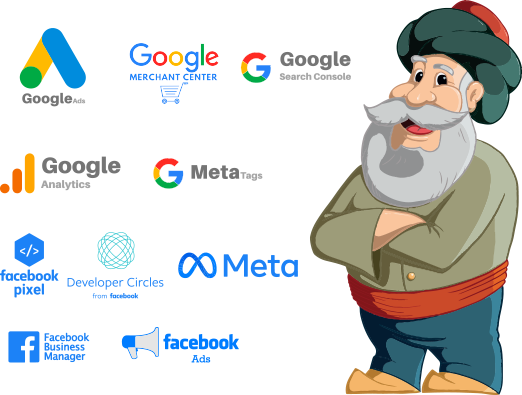 Google Ads
Google
MERCHANT CENTER
Google
Search Console
Google
Analytics
Meta Tags
facebook
pixel
Developer Circles
from facebook
Meta
Facebook
Business
Manager
facebook
Ads